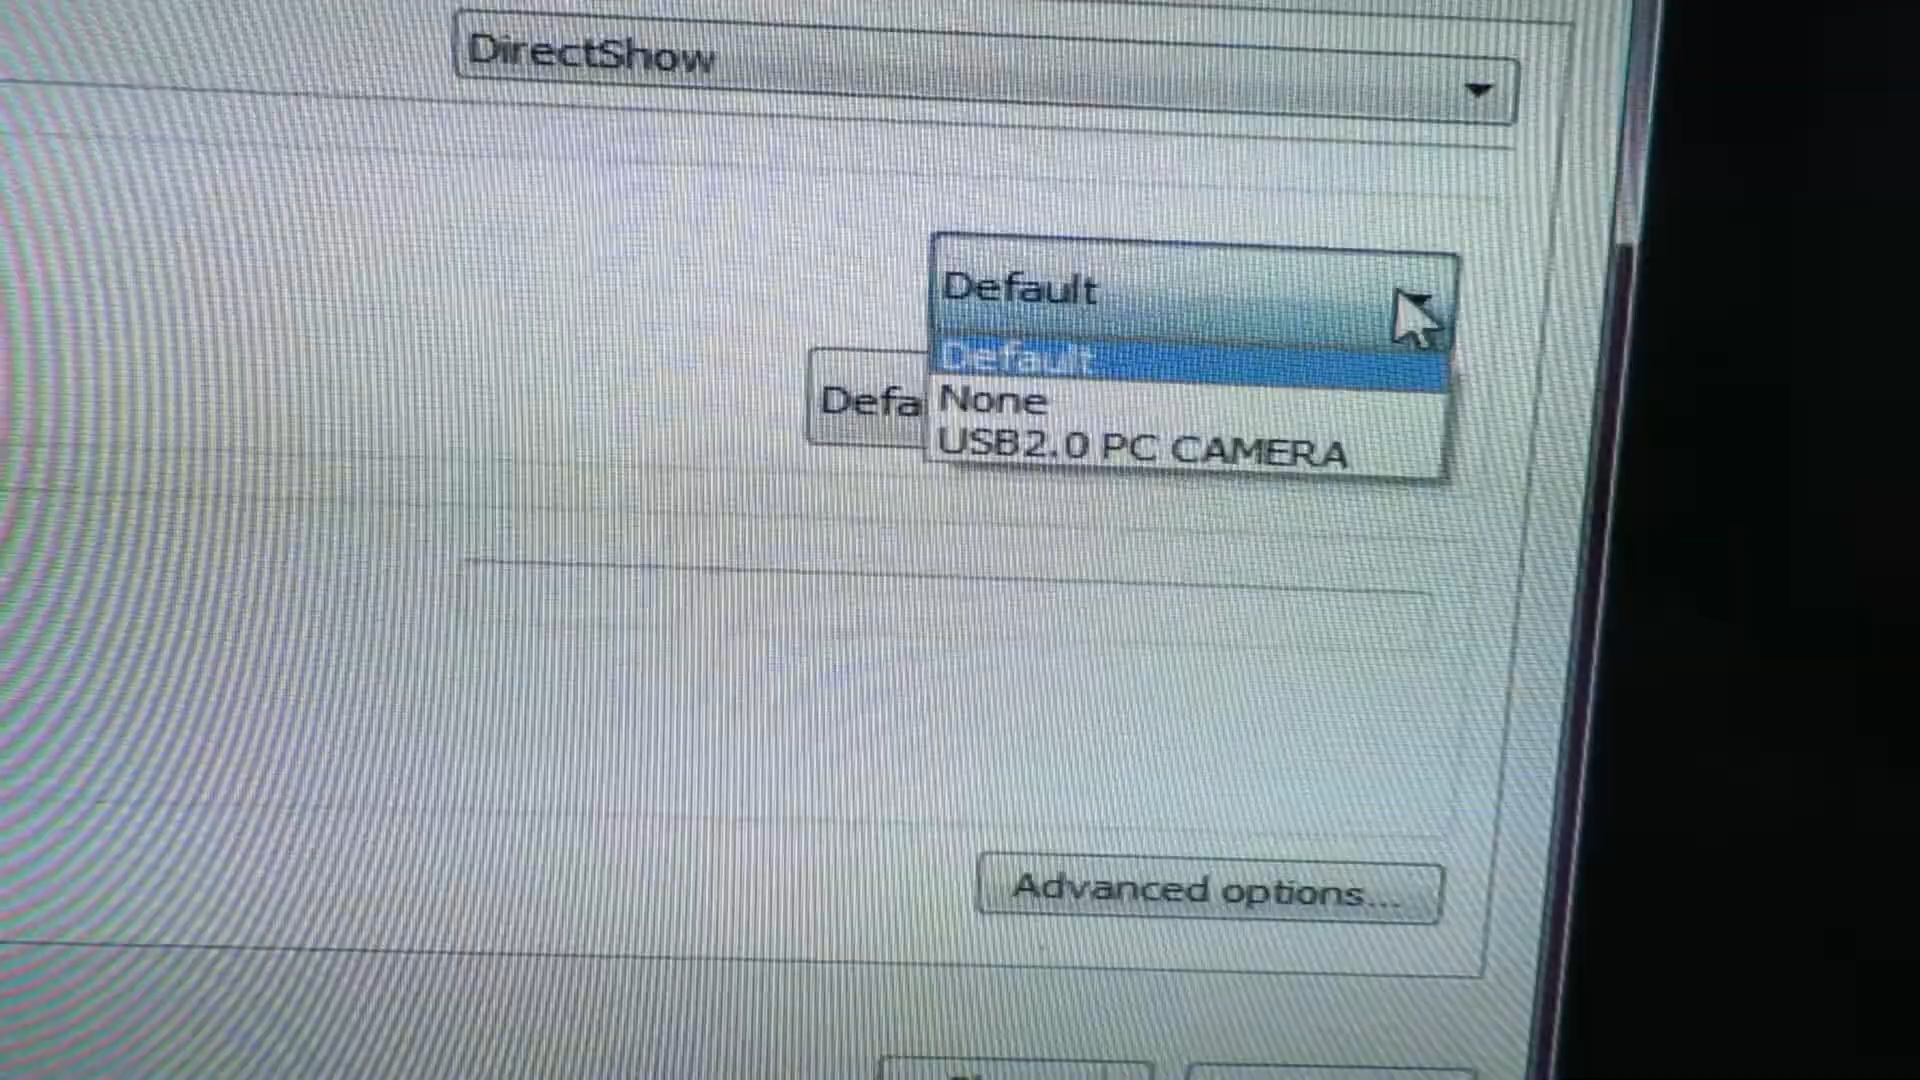 DirectShow
Default
Default
Defa
None
USB2.0 PC CAMERA
Advanced options...